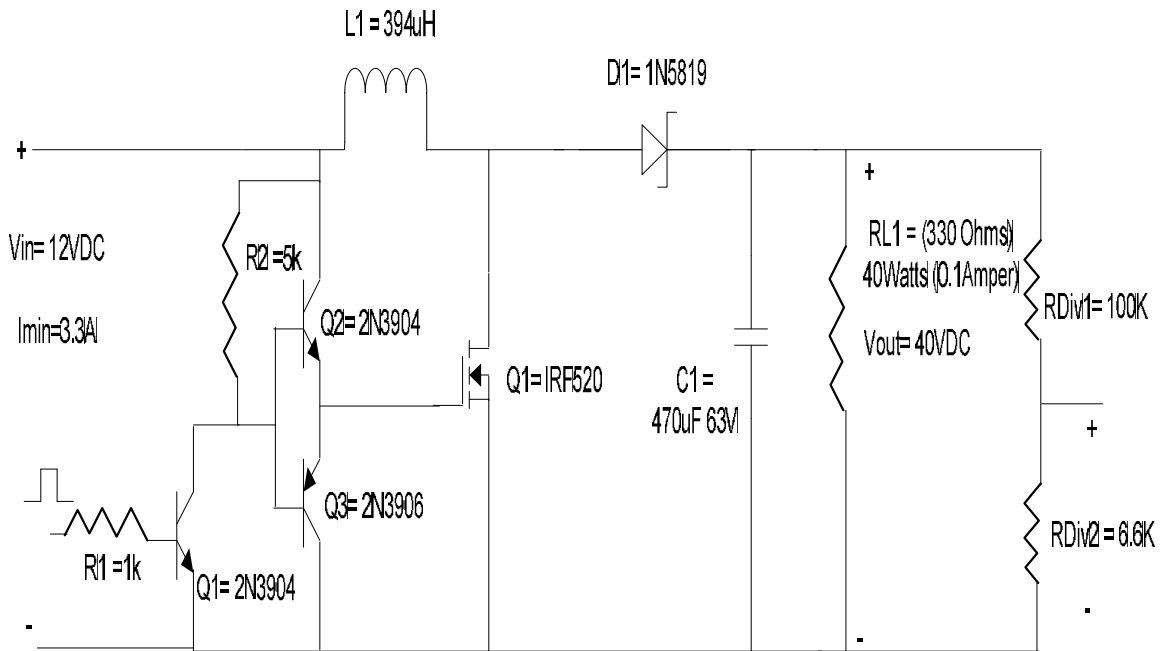 L1 = 394uH
D1= 1N5819
+
Vin= 12VDC
Imin=3.3A
R2 =5k
Q2= 2N3904
Q1= IRF520
C1 =
470uF 63V
+
RL1 = (330 Ohms)
40Watts (0.1Amper)
Vout= 40VDC
RDiv1= 100K
+
Q3= 2N3906
R1 =1k
Q1= 2N3904
RDiv2 = 6.6K
-
-
-